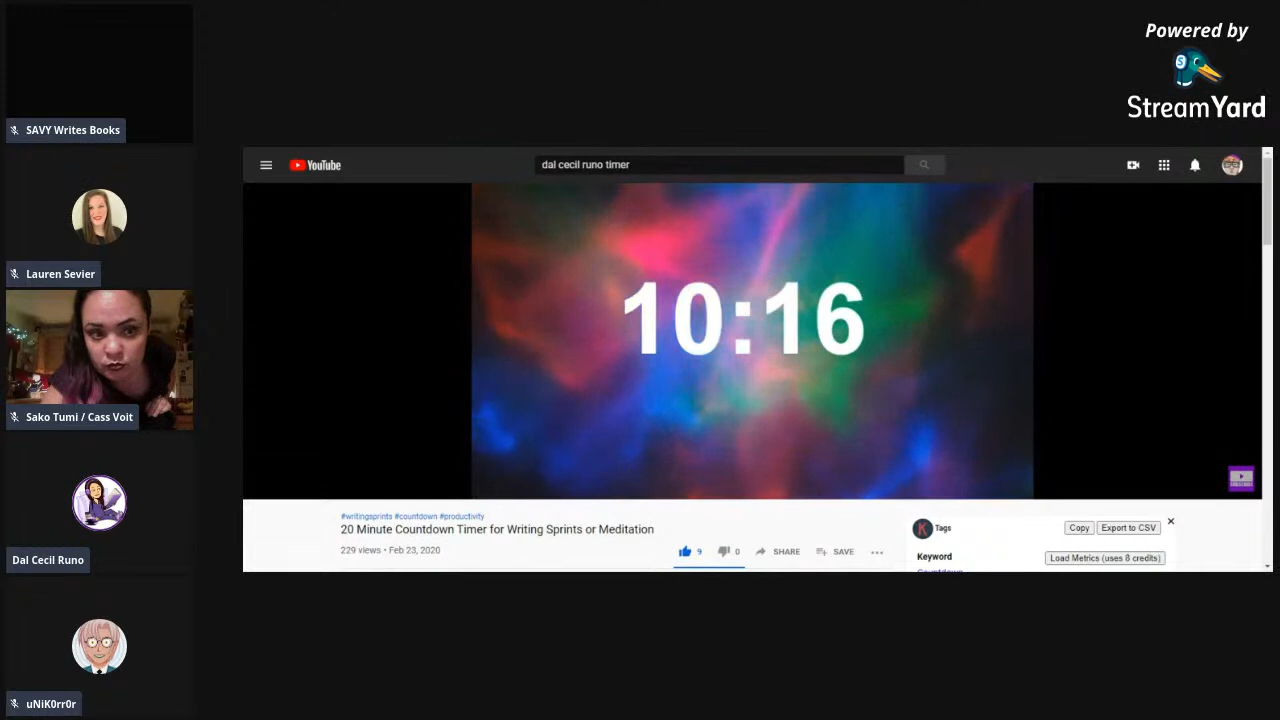 Powered by
StreamYard
SAVY Writes Books
Lauren Sevier
Sako Tumi / Cass Voit
Dal Cecil Runo
uNiK0rr0r
YouTube
dal cecil runo timer
10:16
#writingsprints #countdown #productivity
20 Minute Countdown Timer for Writing Sprints or Meditation
229 views • Feb 23, 2020
9
0
SHARE
SAVE
K
Tags
Copy
Export to CSV
Keyword
Load Metrics (uses 8 credits)
Countdown